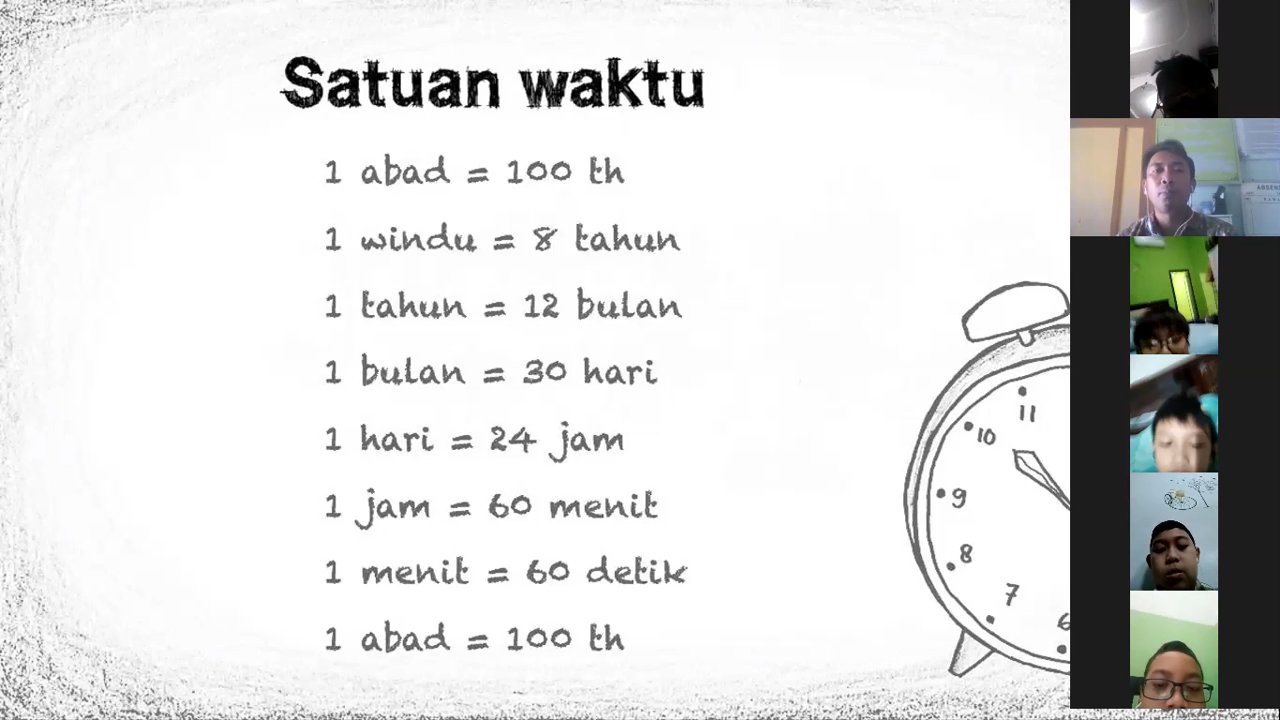 Satuan waktu
1 abad = 100 th
1 windu = 8 tahun
1 tahun = 12 bulan
1 bulan = 30 hari
1 hari = 24 jam
1 jam = 60 menit
1 menit = 60 detik
1 abad = 100 th
11
10
9
8
7
6
ABSEN